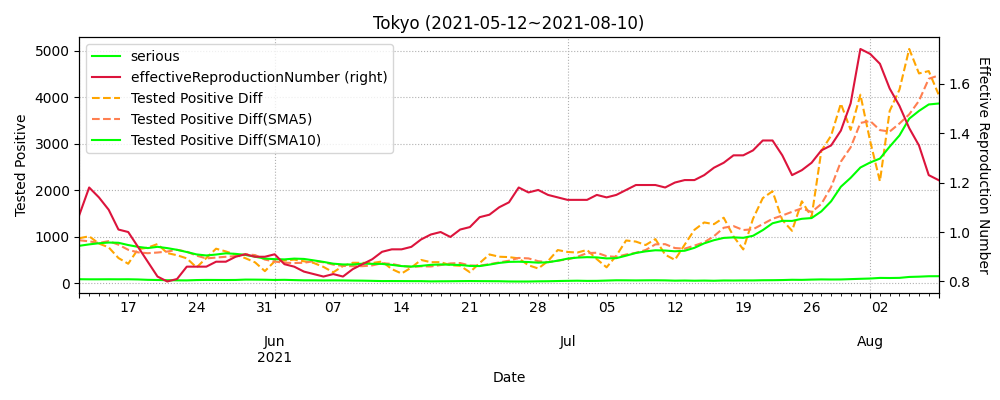 Tokyo (2021-05-12~2021-08-10)
serious
effectiveReproductionNumber (right)
Tested Positive Diff
Tested Positive Diff(SMA5)
Tested Positive Diff(SMA10)
Tested Positive
5000
4000
3000
2000
1000
0
Effective Reproduction Number
1.6
1.4
1.2
1.0
0.8
17 24 31 07 14 21 28 05 12 19 26 02
Jun Jul Aug
2021
Date